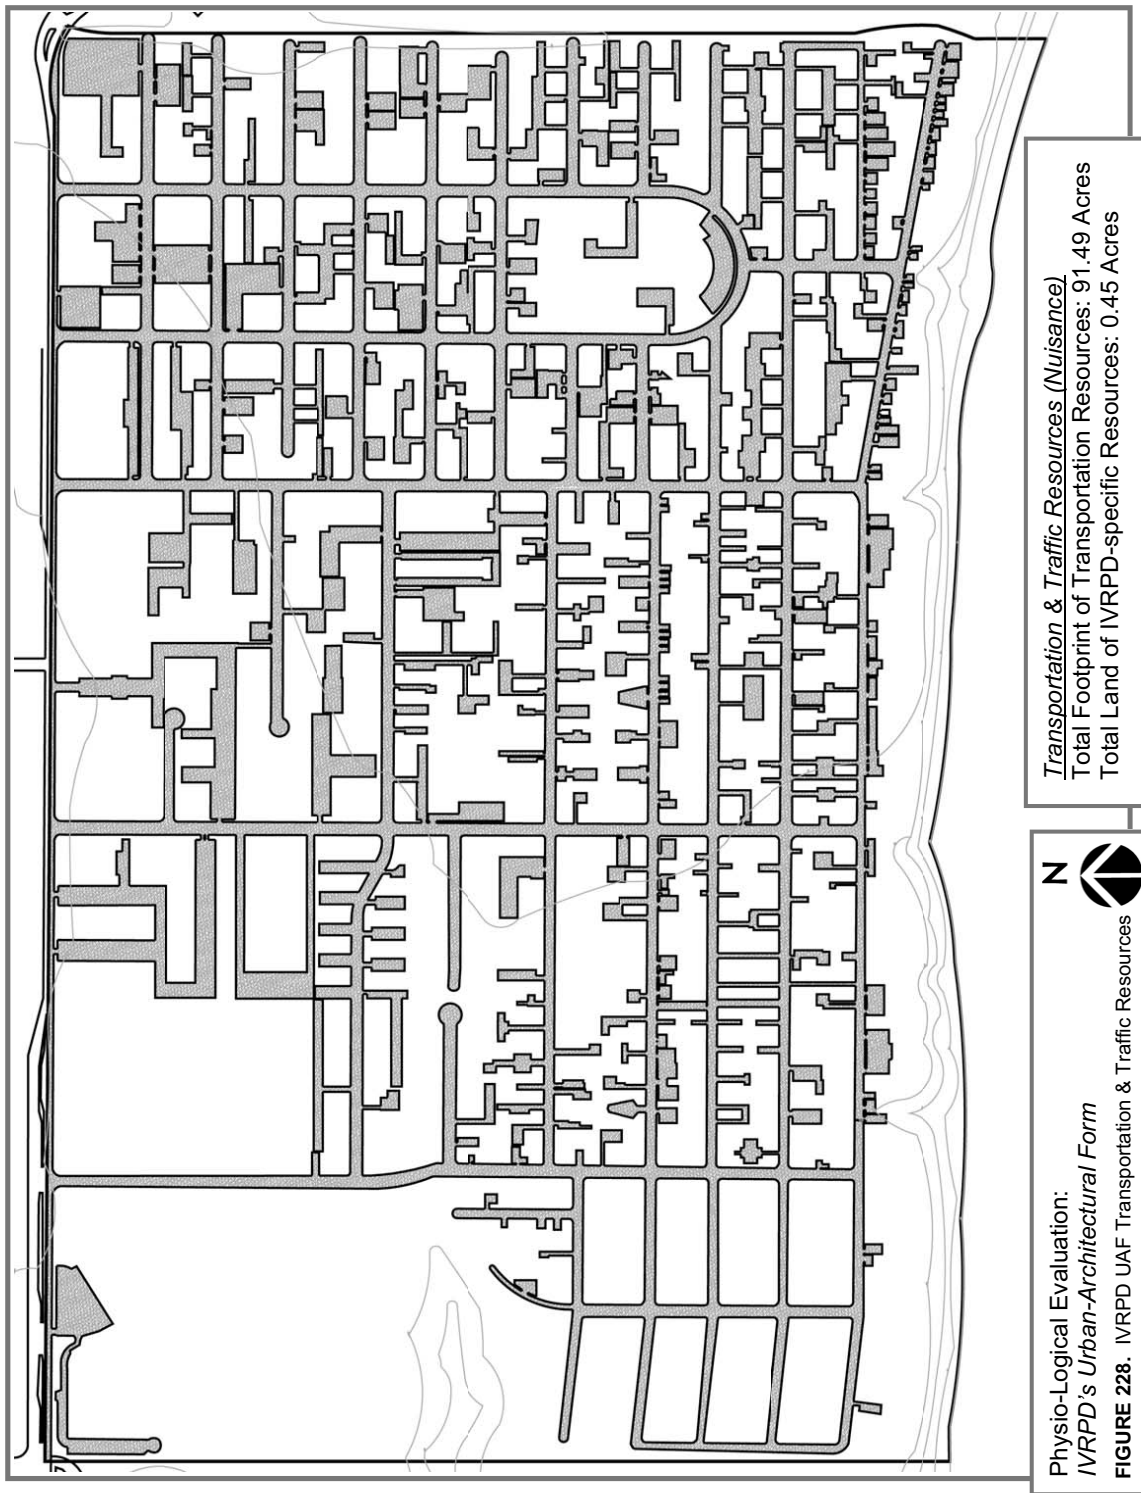 Transportation & Traffic Resources (Nuisance)
Total Footprint of Transportation Resources: 91.49 Acres
Total Land of IVRPD-specific Resources: 0.45 Acres
N
Physio-Logical Evaluation:
IVRPD's Urban-Architectural Form
FIGURE 228. IVRPD UAF Transportation & Traffic Resources